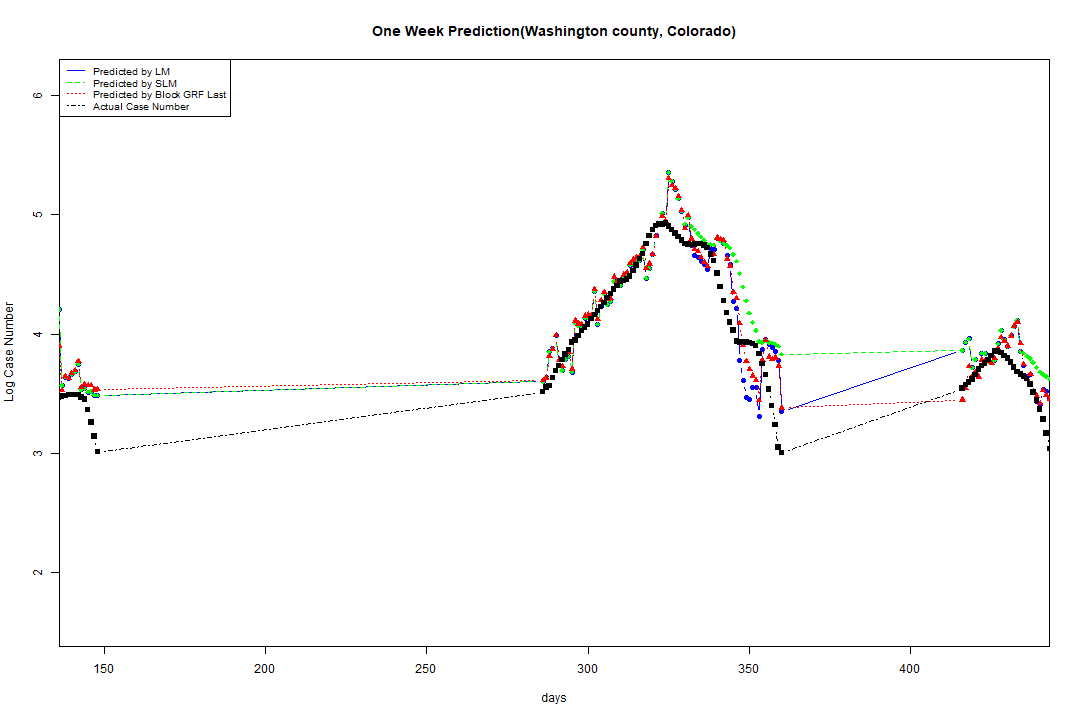 One Week Prediction(Washington county, Colorado)
Predicted by LM
Predicted by SLM
Predicted by Block GRF Last
Actual Case Number
6
5
4
3
2
Log Case Number
150
200
250
300
350
400
days